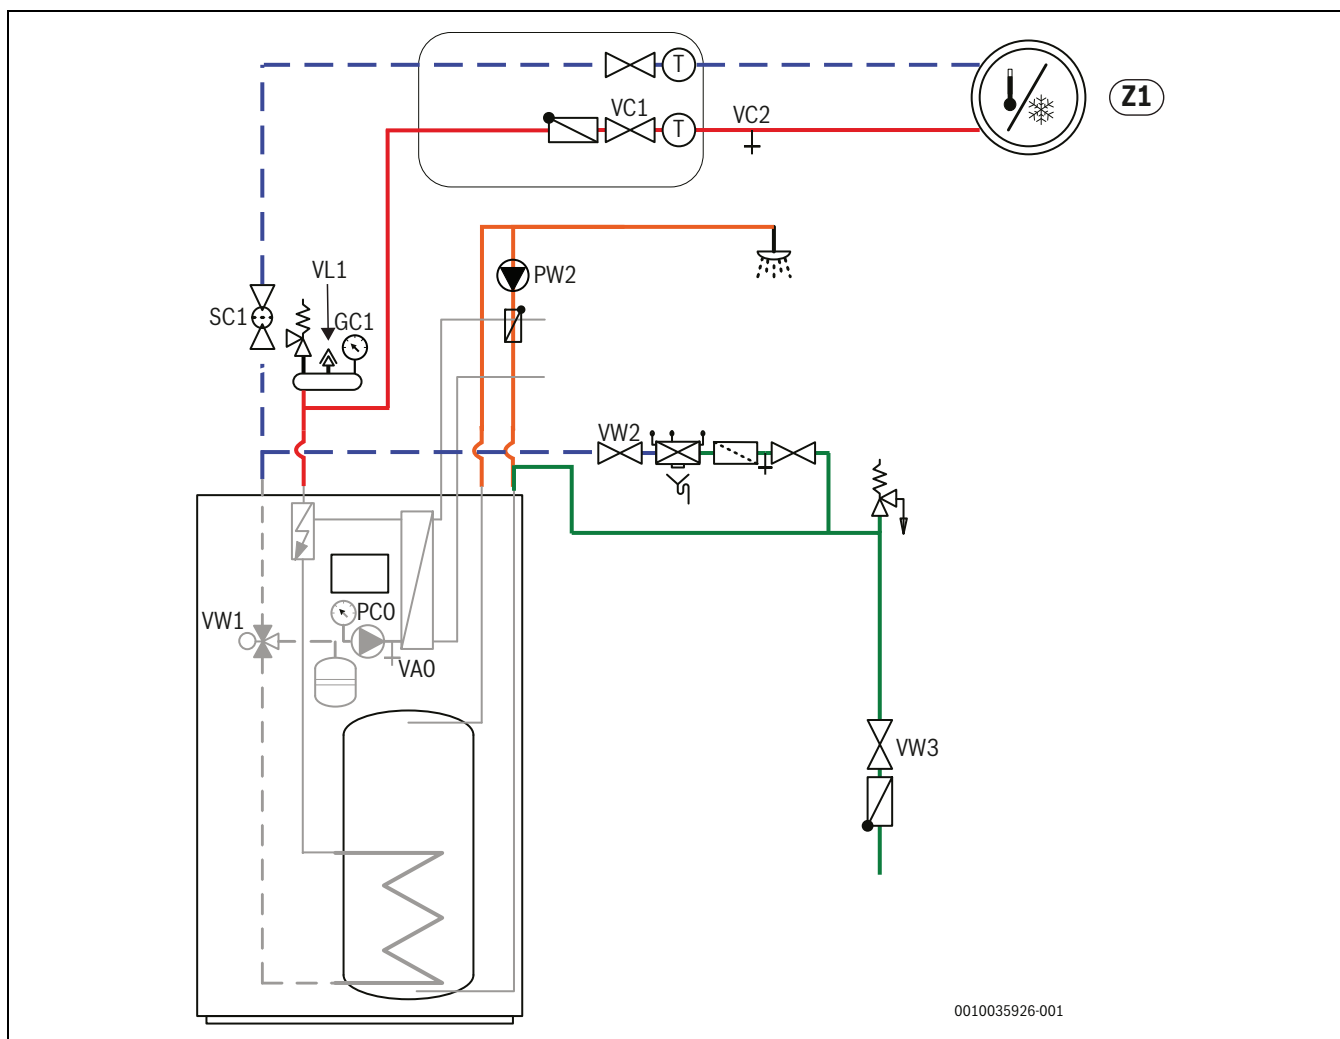 T
Z1
VC1
VC2
T
VL1
PW2
SC1
GC1
VW2
PC0
VW1
VA0
VW3
0010035926-001